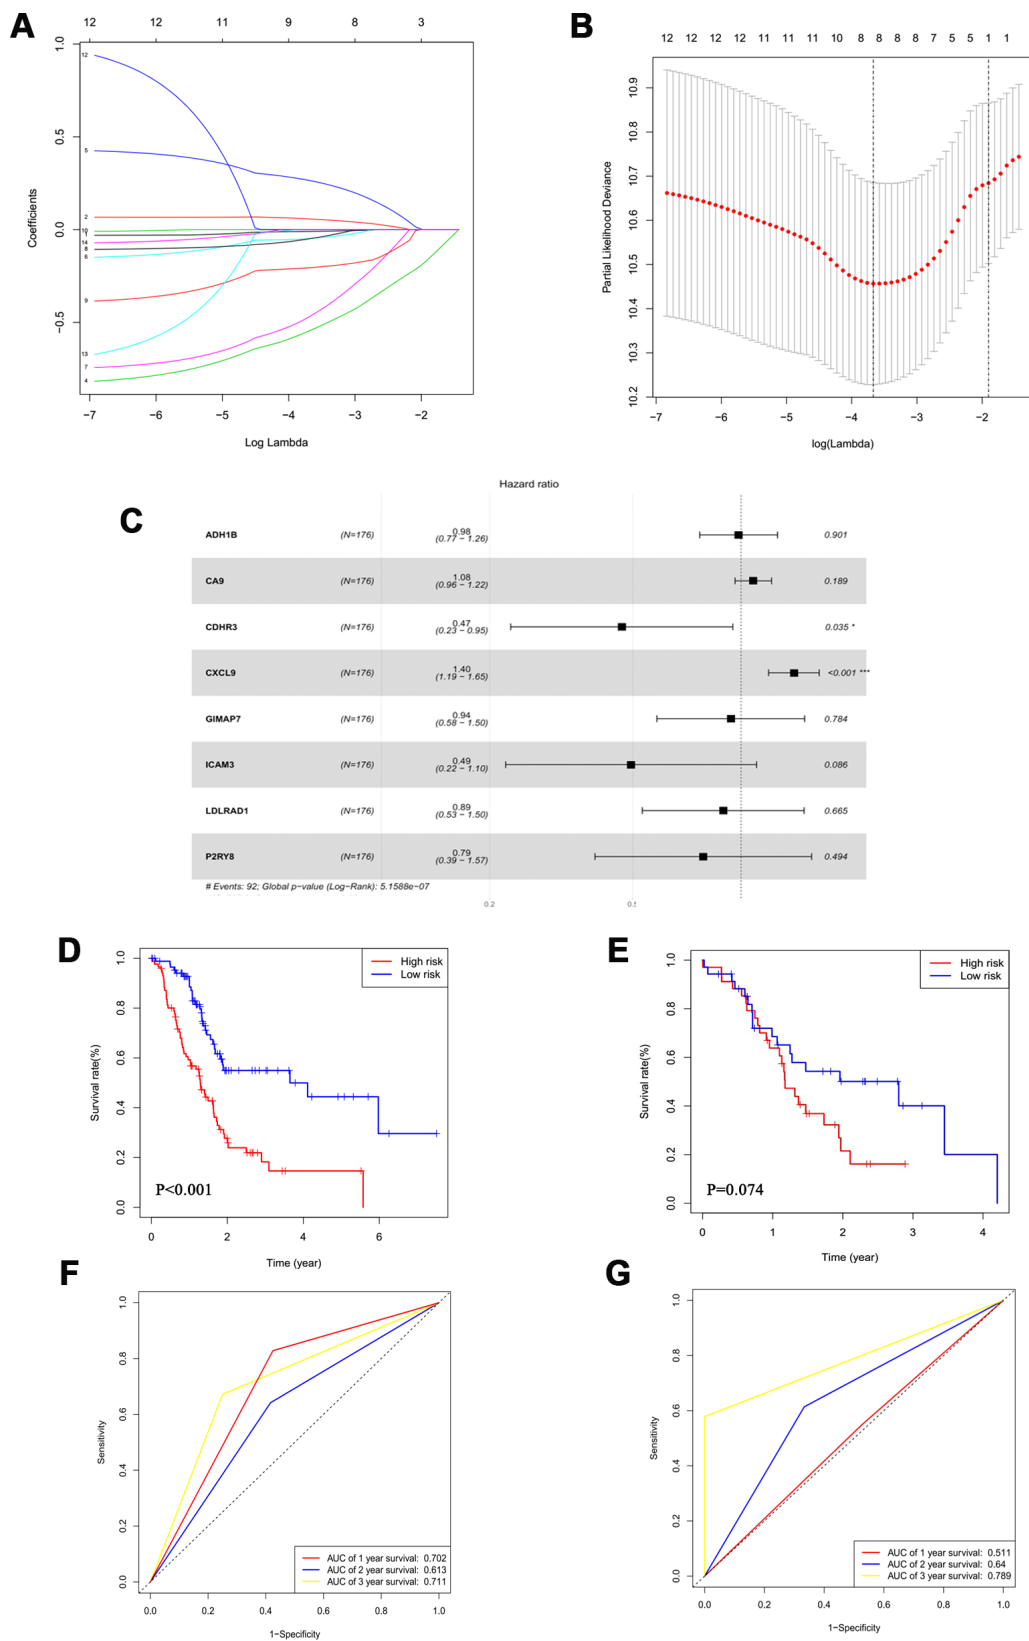 A
12 12 11 9 8 3
1.0
0.5
0.0
−0.5
Coefficients
12
5
2
10
1
14
8
6
9
13
7
4
−7 −6 −5 −4 −3 −2
Log Lambda
B
12 12 12 12 11 11 11 10 8 8 8 8 7 5 5 1 1
10.9
10.8
10.7
10.6
10.5
10.4
10.3
10.2
Partial Likelihood Deviance
−7 −6 −5 −4 −3 −2
log(Lambda)
C
Hazard ratio
ADH1B (N=176) 0.98 (0.77 − 1.26) 0.901
CA9 (N=176) 1.08 (0.96 − 1.22) 0.189
CDHR3 (N=176) 0.47 (0.23 − 0.95) 0.035 *
CXCL9 (N=176) 1.40 (1.19 − 1.65) <0.001 ***
GIMAP7 (N=176) 0.94 (0.58 − 1.50) 0.784
ICAM3 (N=176) 0.49 (0.22 − 1.10) 0.086
LDLRAD1 (N=176) 0.89 (0.53 − 1.50) 0.665
P2RY8 (N=176) 0.79 (0.39 − 1.57) 0.494
# Events: 92; Global p−value (Log−Rank): 5.1588e−07
0.2
D
High risk
Low risk
1.0
0.8
0.6
0.4
0.2
0.0
Survival rate(%)
P<0.001
0 2 4 6
Time (year)
E
High risk
Low risk
1.0
0.8
0.6
0.4
0.2
0.0
Survival rate(%)
P=0.074
0 1 2 3 4
Time (year)
F
1.0
0.8
0.6
0.4
0.2
0.0
Sensitivity
AUC of 1 year survival: 0.702
AUC of 2 year survival: 0.613
AUC of 3 year survival: 0.711
0.0 0.2 0.4 0.6 0.8 1.0
1−Specificity
G
1.0
0.8
0.6
0.4
0.2
0.0
Sensitivity
AUC of 1 year survival: 0.511
AUC of 2 year survival: 0.64
AUC of 3 year survival: 0.789
0.0 0.2 0.4 0.6 0.8 1.0
1−Specificity